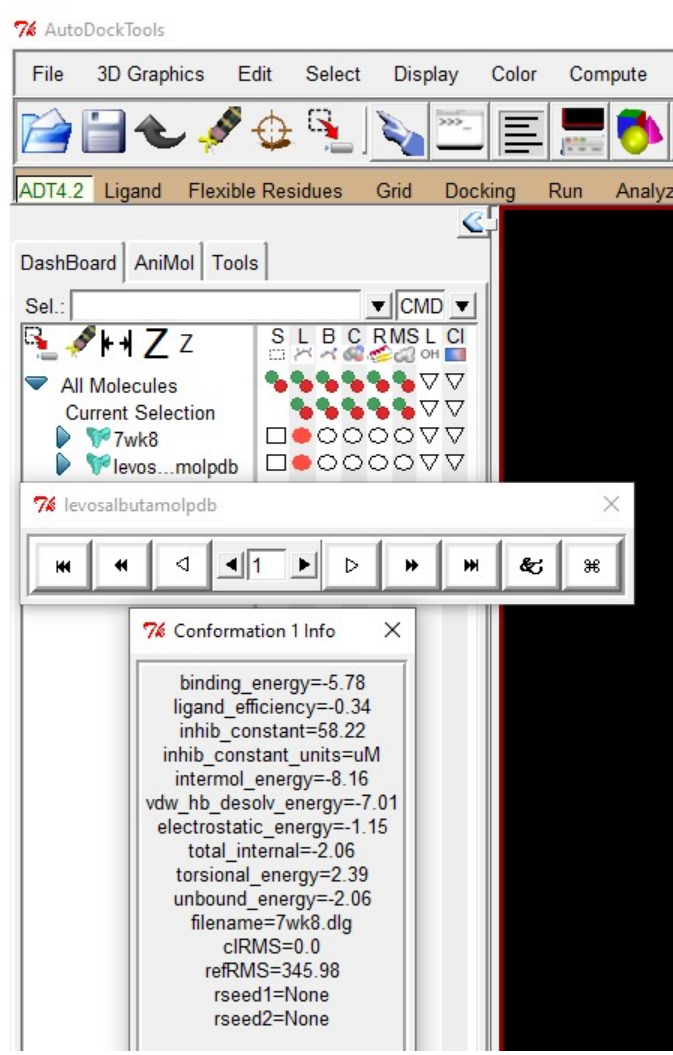 AutoDockTools
File 3D Graphics Edit Select Display Color Compute
ADT4.2 Ligand Flexible Residues Grid Docking Run Analyz
DashBoard AniMol Tools
Sel.: CMD
Z Z S L B C R MS L Cl
OH
All Molecules
Current Selection
7wk8
levos...molpdb
levosalbutamolpdb
1
Conformation 1 Info
binding_energy=-5.78
ligand_efficiency=-0.34
inhib_constant=58.22
inhib_constant_units=uM
intermol_energy=-8.16
vdw_hb_desolv_energy=-7.01
electrostatic_energy=-1.15
total_internal=-2.06
torsional_energy=2.39
unbound_energy=-2.06
filename=7wk8.dlg
clRMS=0.0
refRMS=345.98
rseed1=None
rseed2=None